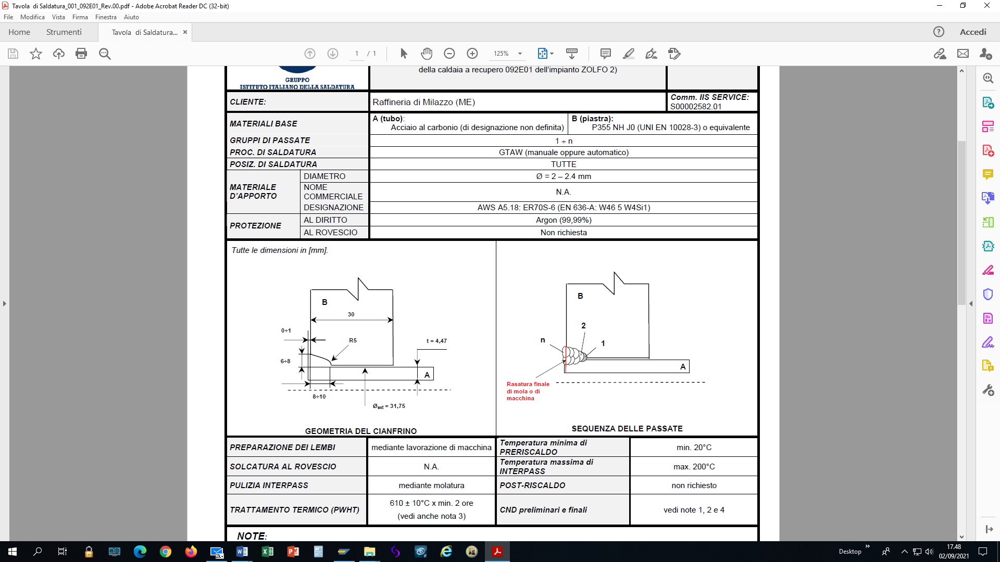 Tavola di Saldatura_001_092E01_Rev.00.pdf - Adobe Acrobat Reader DC (32-bit)
File Modifica Vista Firma Finestra Aiuto
Home Strumenti Tavola di Saldatura... × Accedi
1 / 1 125%
GRUPPO
ISTITUTO ITALIANO DELLA SALDATURA
della caldaia a recupero 092E01 dell'impianto ZOLFO 2)
CLIENTE: Raffineria di Milazzo (ME)
Comm. IIS SERVICE:
S00002582.01
MATERIALI BASE
A (tubo):
Acciaio al carbonio (di designazione non definita)
B (piastra):
P355 NH J0 (UNI EN 10028-3) o equivalente
GRUPPI DI PASSATE 1 ÷ n
PROC. DI SALDATURA GTAW (manuale oppure automatico)
POSIZ. DI SALDATURA TUTTE
MATERIALE
D'APPORTO
DIAMETRO Ø = 2 – 2.4 mm
NOME
COMMERCIALE
N.A.
DESIGNAZIONE AWS A5.18: ER70S-6 (EN 636-A: W46 5 W4Si1)
PROTEZIONE
AL DIRITTO Argon (99,99%)
AL ROVESCIO Non richiesta
Tutte le dimensioni in [mm].
B
30
0÷1
R5
t = 4,47
6÷8
A
8÷10
Øext = 31,75
GEOMETRIA DEL CIANFRINO
B
2
n
1
A
Rasatura finale
di mola o di
macchina
SEQUENZA DELLE PASSATE
PREPARAZIONE DEI LEMBI mediante lavorazione di macchina
Temperatura minima di
PRERISCALDO
min. 20°C
SOLCATURA AL ROVESCIO N.A.
Temperatura massima di
INTERPASS
max. 200°C
PULIZIA INTERPASS mediante molatura
POST-RISCALDO non richiesto
TRATTAMENTO TERMICO (PWHT)
610 ± 10°C x min. 2 ore
(vedi anche nota 3)
CND preliminari e finali vedi note 1, 2 e 4
NOTE:
2k+
Desktop »
17.48
02/09/2021